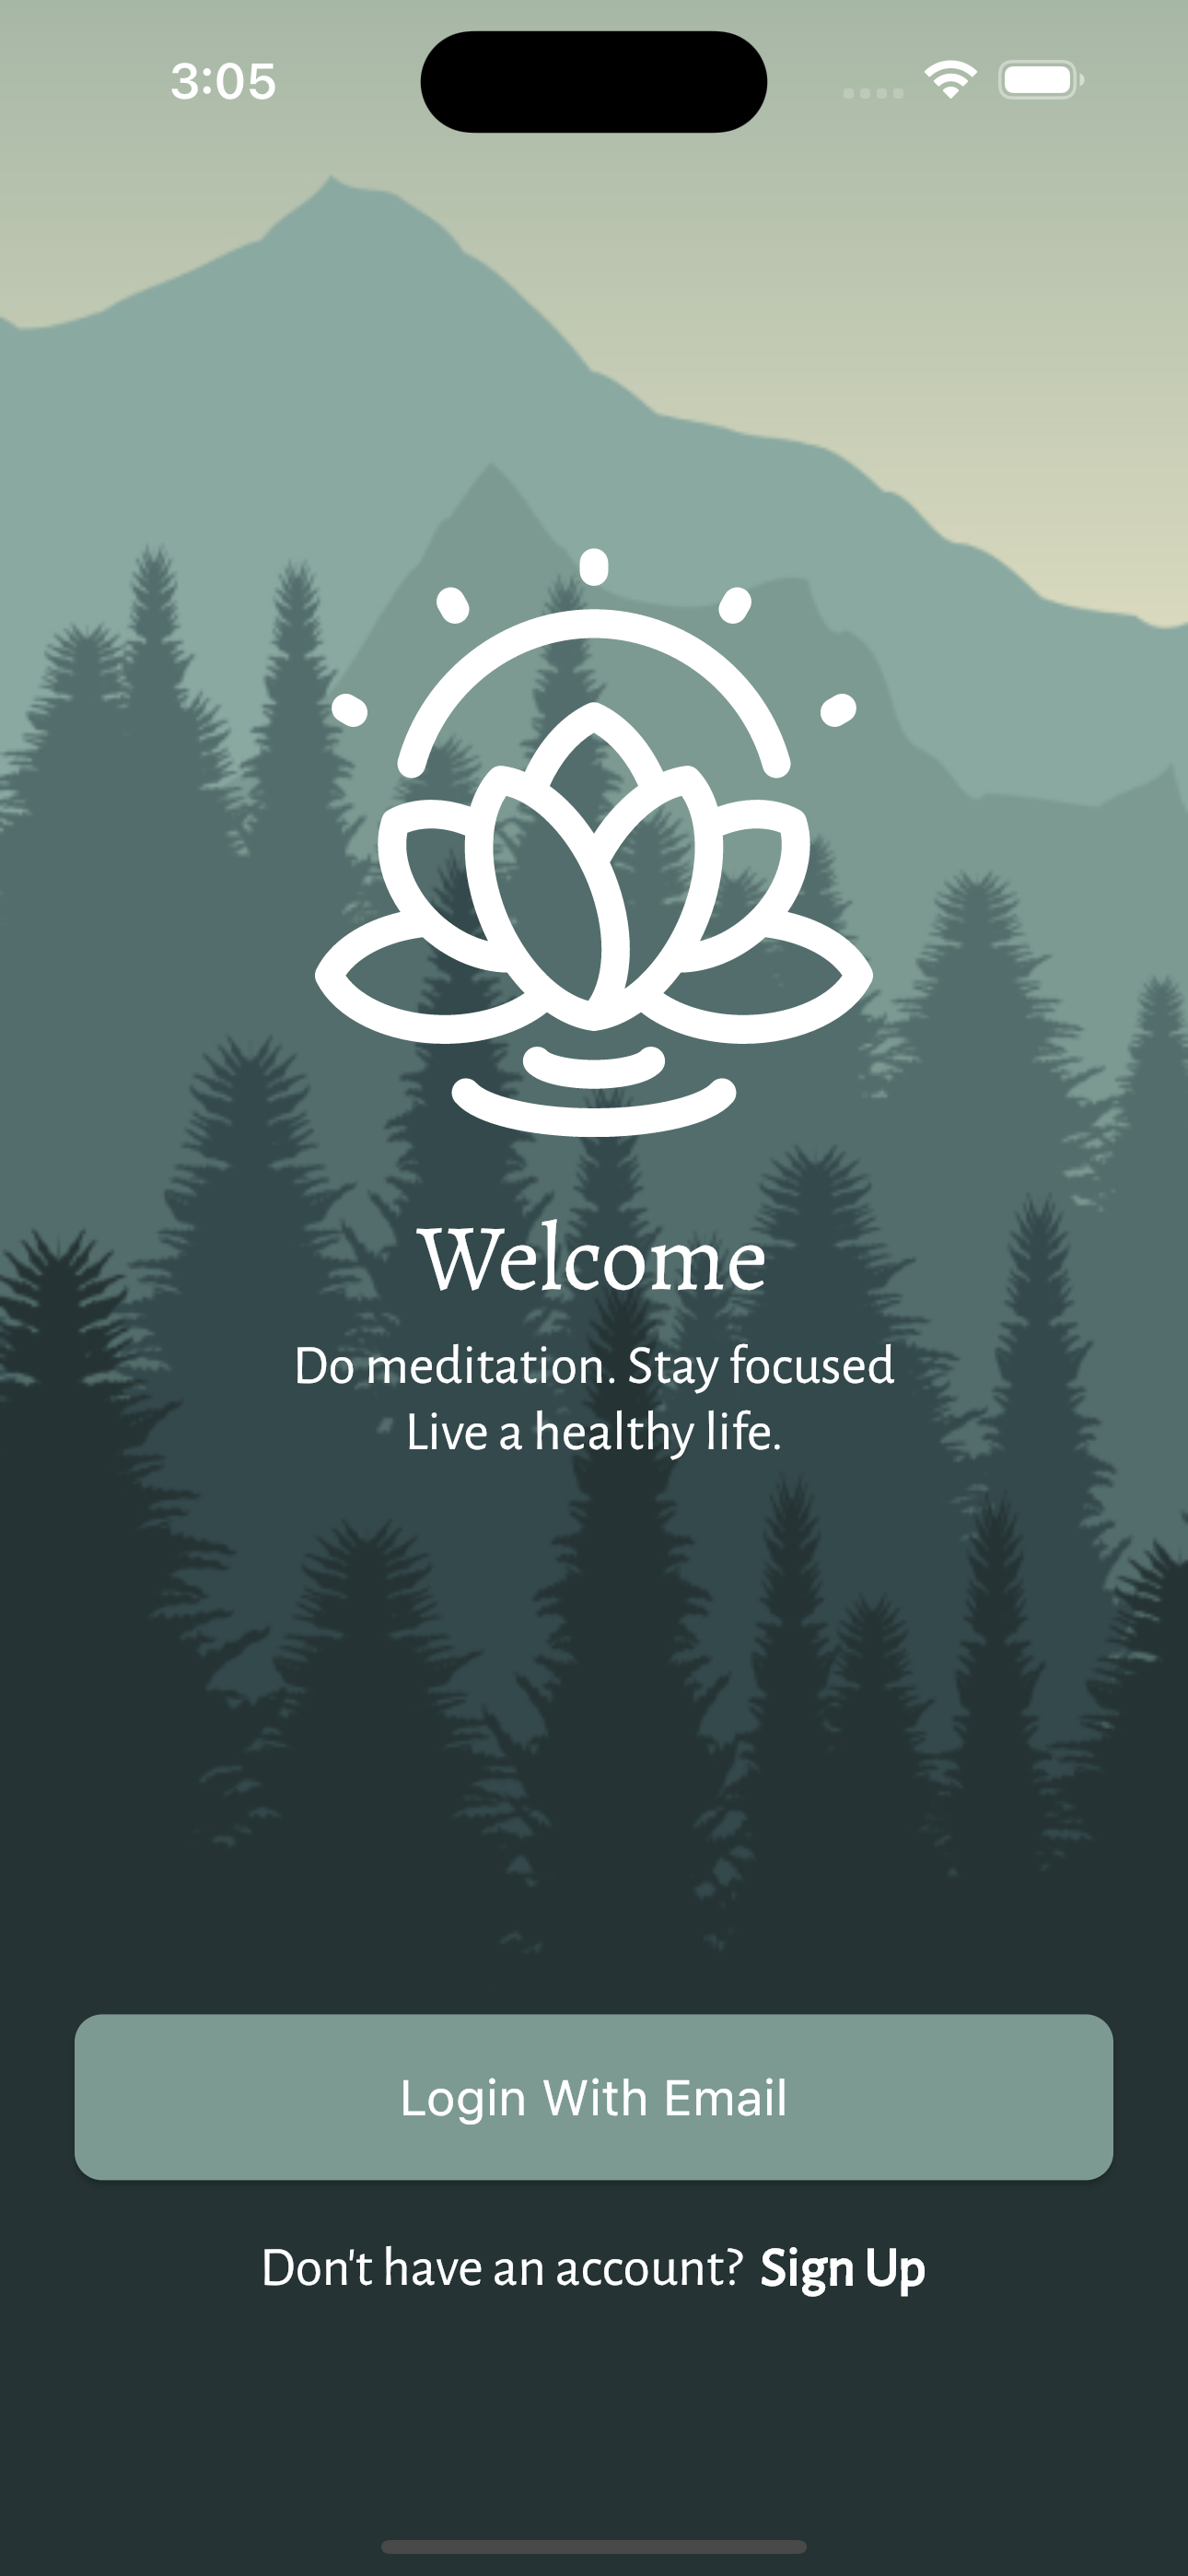 3:05
Welcome
Do meditation. Stay focused
Live a healthy life.
Login With Email
Don't have an account? Sign Up